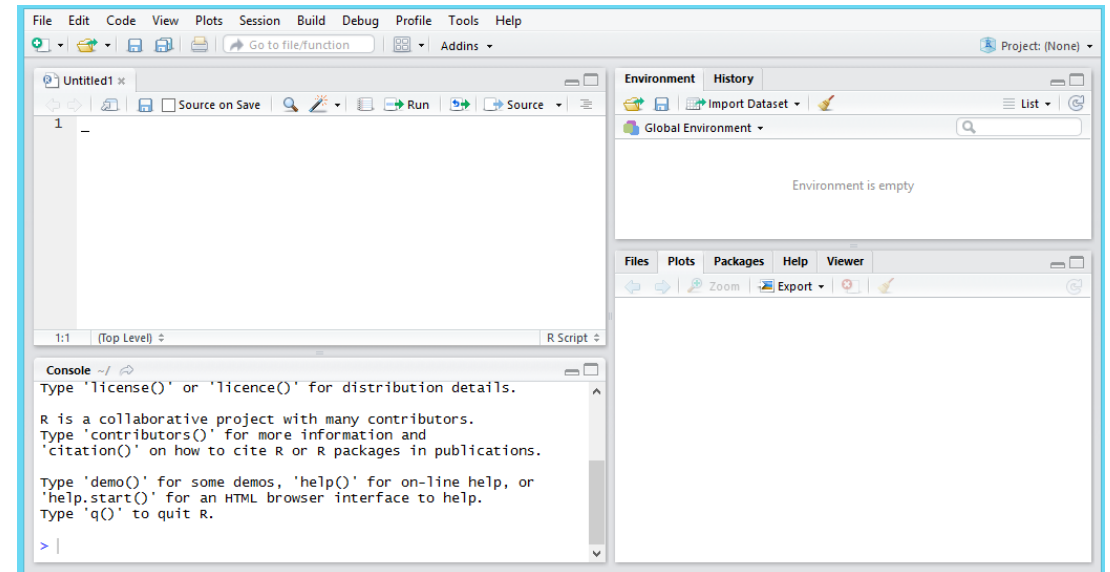 File Edit Code View Plots Session Build Debug Profile Tools Help
Go to file/function Addins Project: (None)
Untitled1
Source on Save Run Source
1
1:1 (Top Level) R Script
Console ~/
Type 'license()' or 'licence()' for distribution details.
R is a collaborative project with many contributors.
Type 'contributors()' for more information and
'citation()' on how to cite R or R packages in publications.
Type 'demo()' for some demos, 'help()' for on-line help, or
'help.start()' for an HTML browser interface to help.
Type 'q()' to quit R.
>
Environment History
Import Dataset List
Global Environment
Environment is empty
Files Plots Packages Help Viewer
Zoom Export